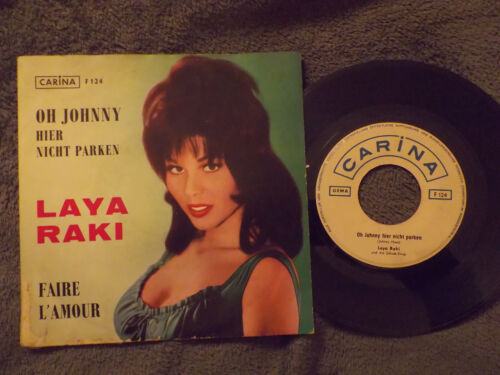 CARINA F 124
OH JOHNNY
HIER
NICHT PARKEN
LAYA
RAKI
FAIRE
L'AMOUR
CARINA
GEMA
F 124
Oh Johnny hier nicht parken
Laya Raki